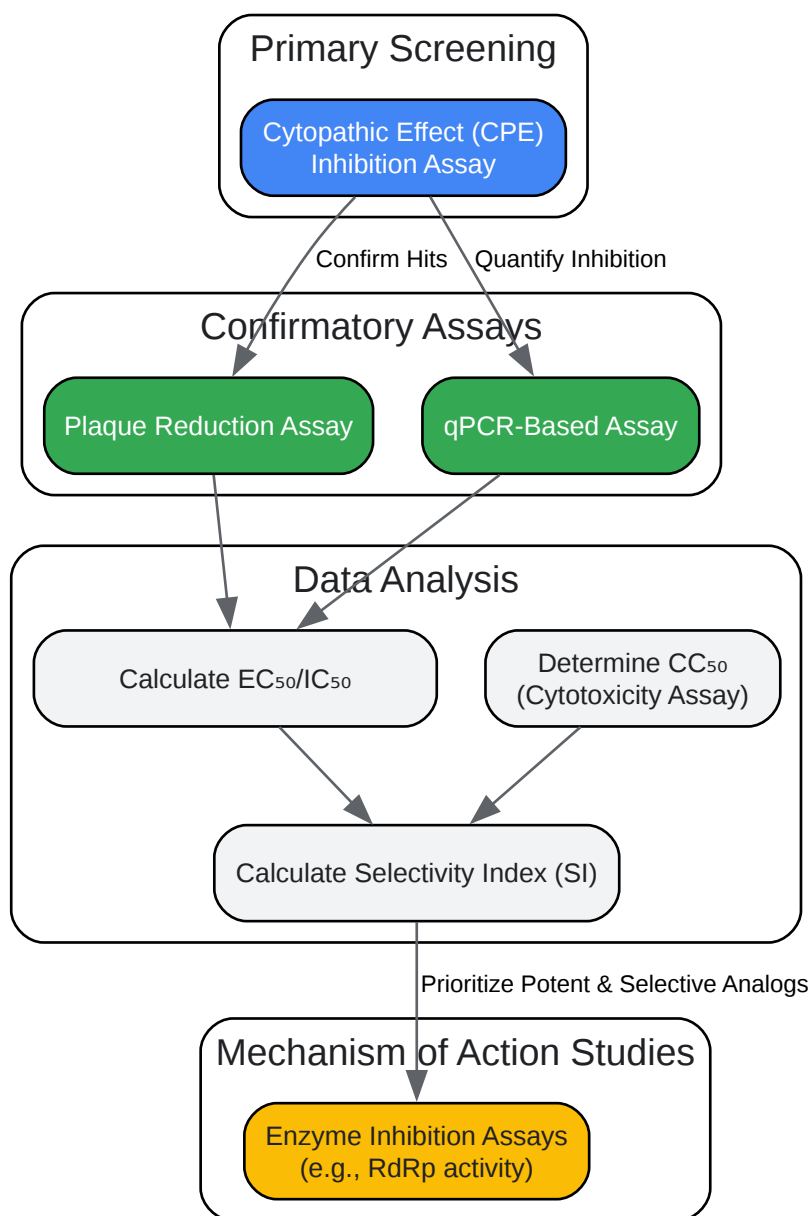 Primary Screening
Cytopathic Effect (CPE)
Inhibition Assay
Confirm Hits
Quantify Inhibition
Confirmatory Assays
Plaque Reduction Assay
qPCR-Based Assay
Data Analysis
Calculate EC₅₀/IC₅₀
Determine CC₅₀
(Cytotoxicity Assay)
Calculate Selectivity Index (SI)
Prioritize Potent & Selective Analogs
Mechanism of Action Studies
Enzyme Inhibition Assays
(e.g., RdRp activity)